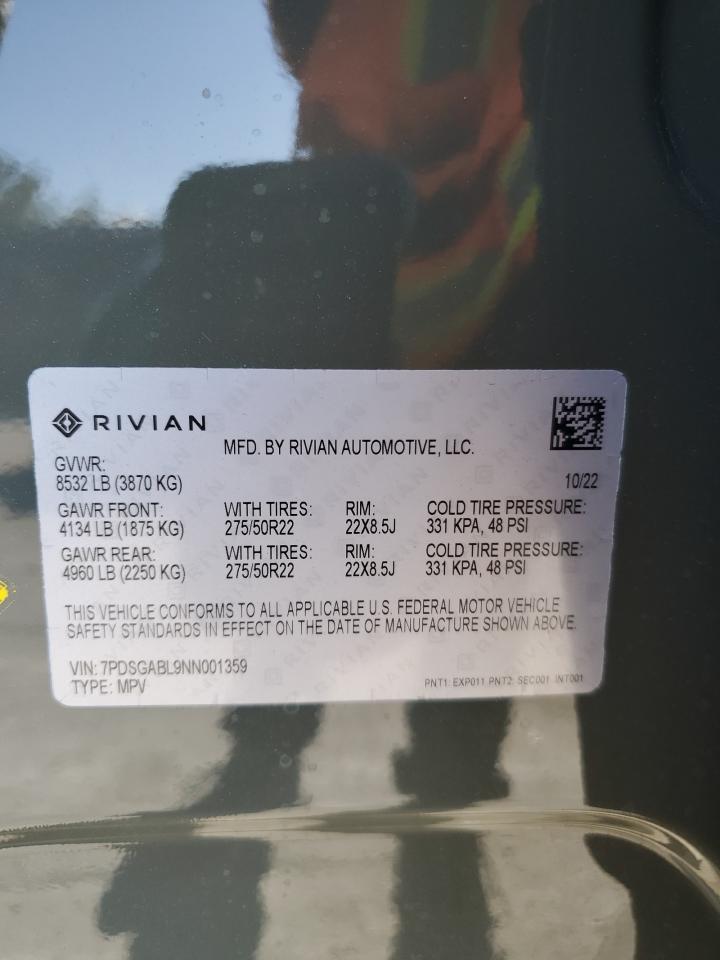 RIVIAN
MFD. BY RIVIAN AUTOMOTIVE, LLC.
GVWR:
8532 LB (3870 KG)
10/22
GAWR FRONT: WITH TIRES: RIM: COLD TIRE PRESSURE:
4134 LB (1875 KG) 275/50R22 22X8.5J 331 KPA, 48 PSI
GAWR REAR: WITH TIRES: RIM: COLD TIRE PRESSURE:
4960 LB (2250 KG) 275/50R22 22X8.5J 331 KPA, 48 PSI
THIS VEHICLE CONFORMS TO ALL APPLICABLE U.S. FEDERAL MOTOR VEHICLE
SAFETY STANDARDS IN EFFECT ON THE DATE OF MANUFACTURE SHOWN ABOVE.
VIN: 7PDSGABL9NN001359
TYPE: MPV
PNT1: EXP011 PNT2: SEC001 INT001